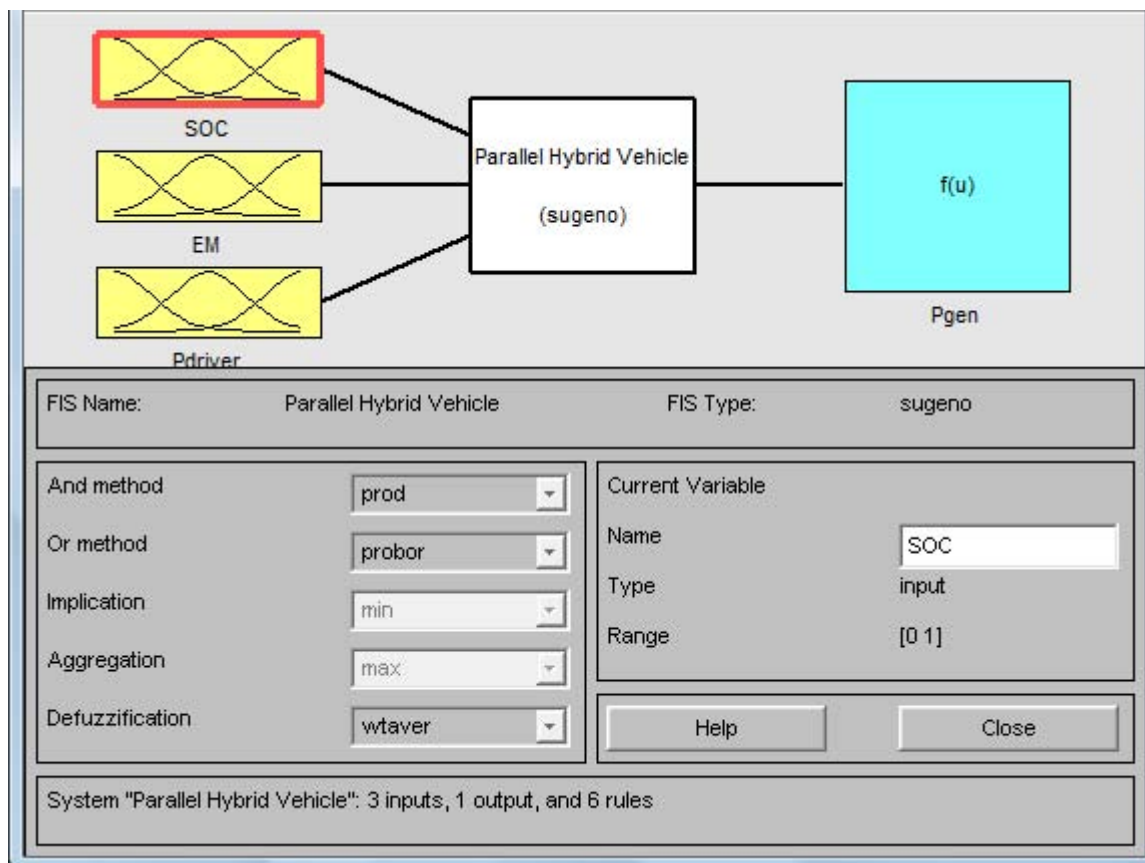 SOC
EM
Pdriver
Parallel Hybrid Vehicle
(sugeno)
f(u)
Pgen
FIS Name: Parallel Hybrid Vehicle FIS Type: sugeno
And method prod
Or method probor
Implication min
Aggregation max
Defuzzification wtaver
Current Variable
Name SOC
Type input
Range [0 1]
Help Close
System "Parallel Hybrid Vehicle": 3 inputs, 1 output, and 6 rules